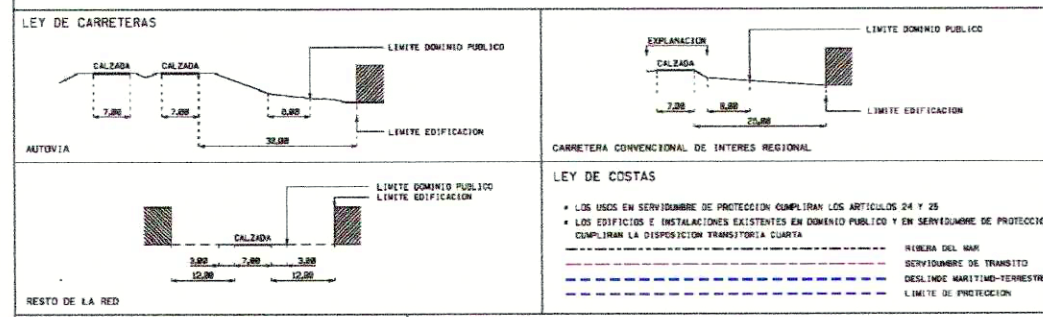 LEY DE CARRETERAS
LIMITE DOMINIO PUBLICO
CALZADA
CALZADA
7,00
7,00
8,00
LIMITE EDIFICACION
30,00
AUTOVIA
EXPLANACION
LIMITE DOMINIO PUBLICO
CALZADA
7,00
8,00
LIMITE EDIFICACION
25,00
CARRETERA CONVENCIONAL DE INTERES REGIONAL
LIMITE DOMINIO PUBLICO
LIMITE EDIFICACION
CALZADA
3,00
7,00
3,00
12,00
12,00
RESTO DE LA RED
LEY DE COSTAS
* LOS USOS EN SERVIDUMBRE DE PROTECCION CUMPLIRAN LOS ARTICULOS 24 Y 25
* LOS EDIFICIOS E INSTALACIONES EXISTENTES EN DOMINIO PUBLICO Y EN SERVIDUMBRE DE PROTECCIO
CUMPLIRAN LA DISPOSICION TRANSITORIA CUARTA
RIBERA DEL MAR
SERVIDUMBRE DE TRANSITO
DESLINDE MARITIMO-TERRESTRE
LIMITE DE PROTECCION